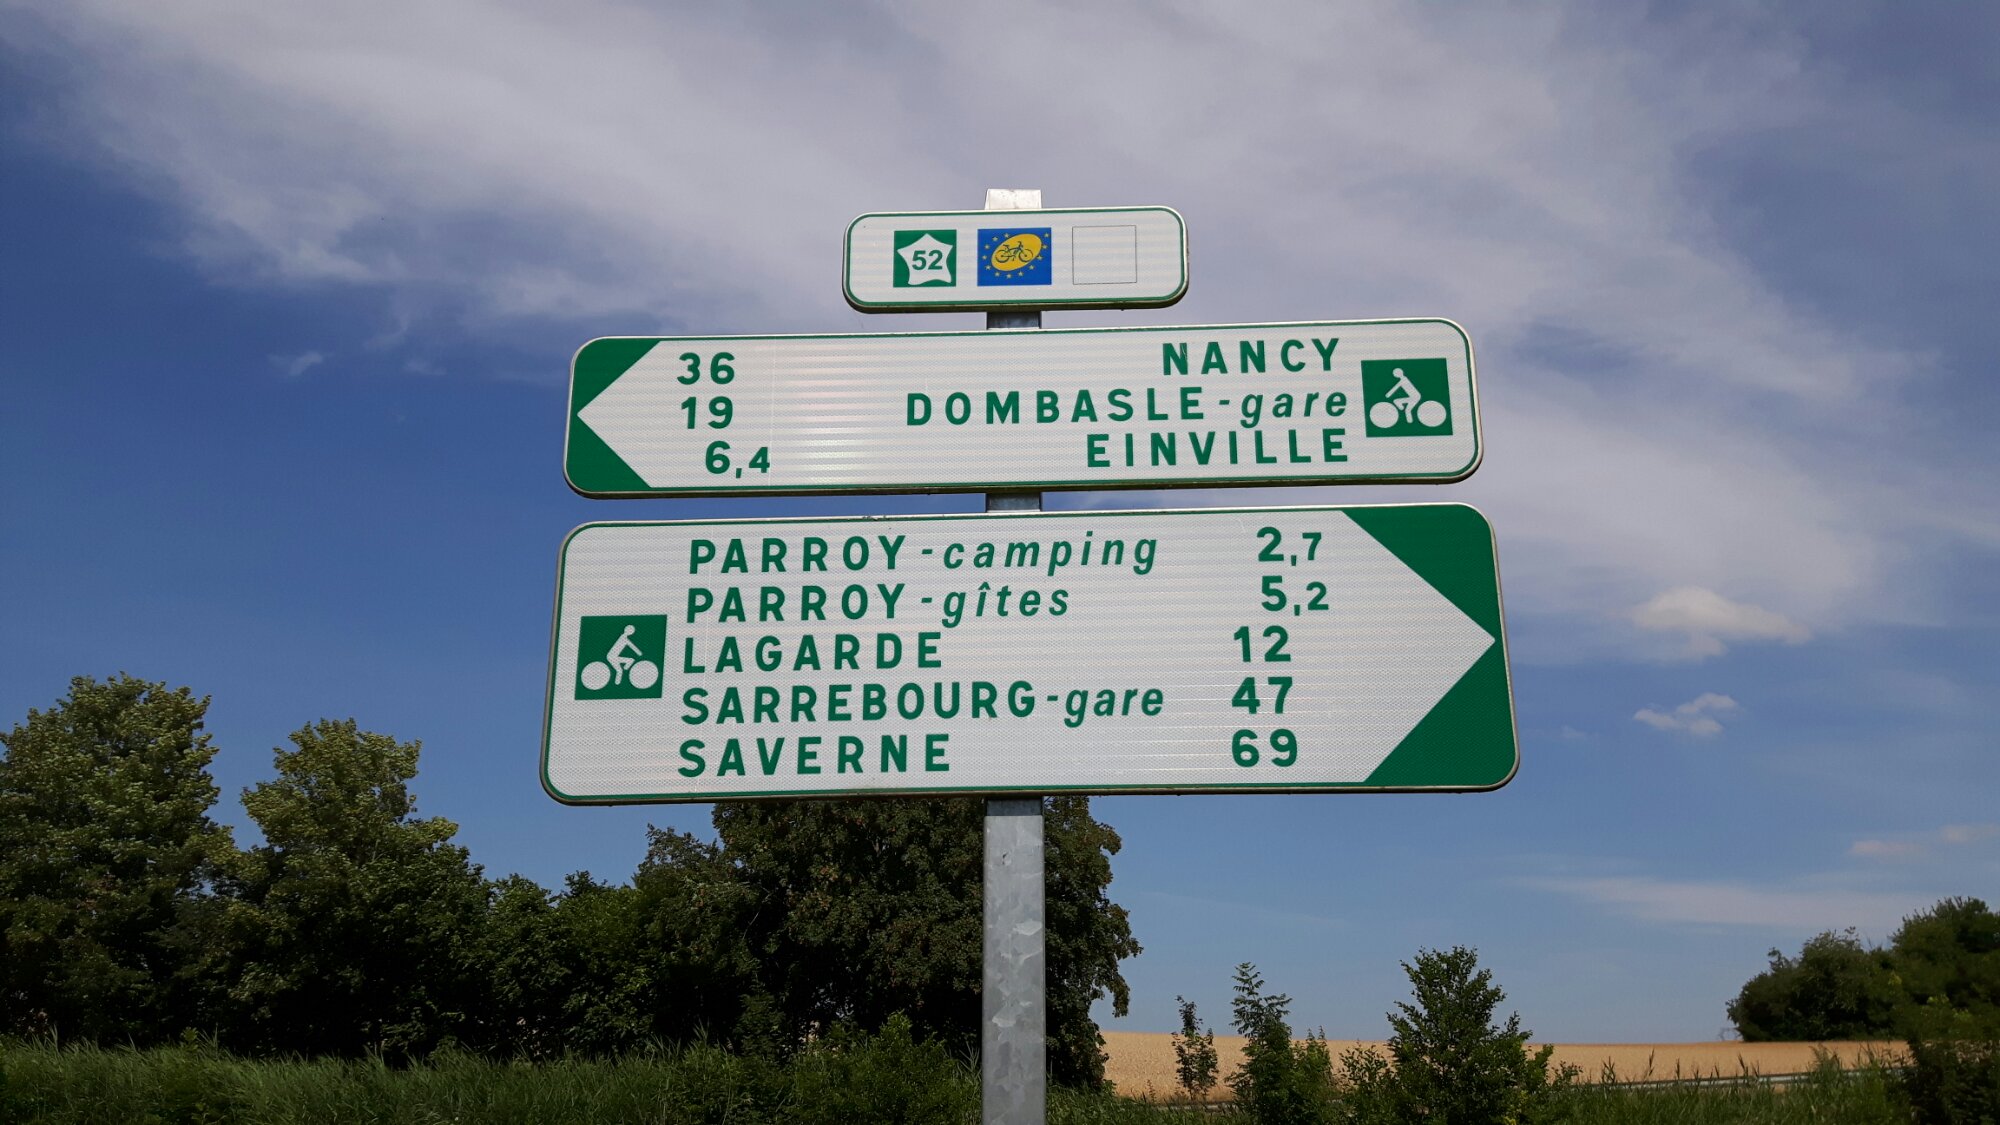 52
36 NANCY
19 DOMBASLE-gare
6,4 EINVILLE
PARROY-camping 2,7
PARROY-gîtes 5,2
LAGARDE 12
SARREBOURG-gare 47
SAVERNE 69